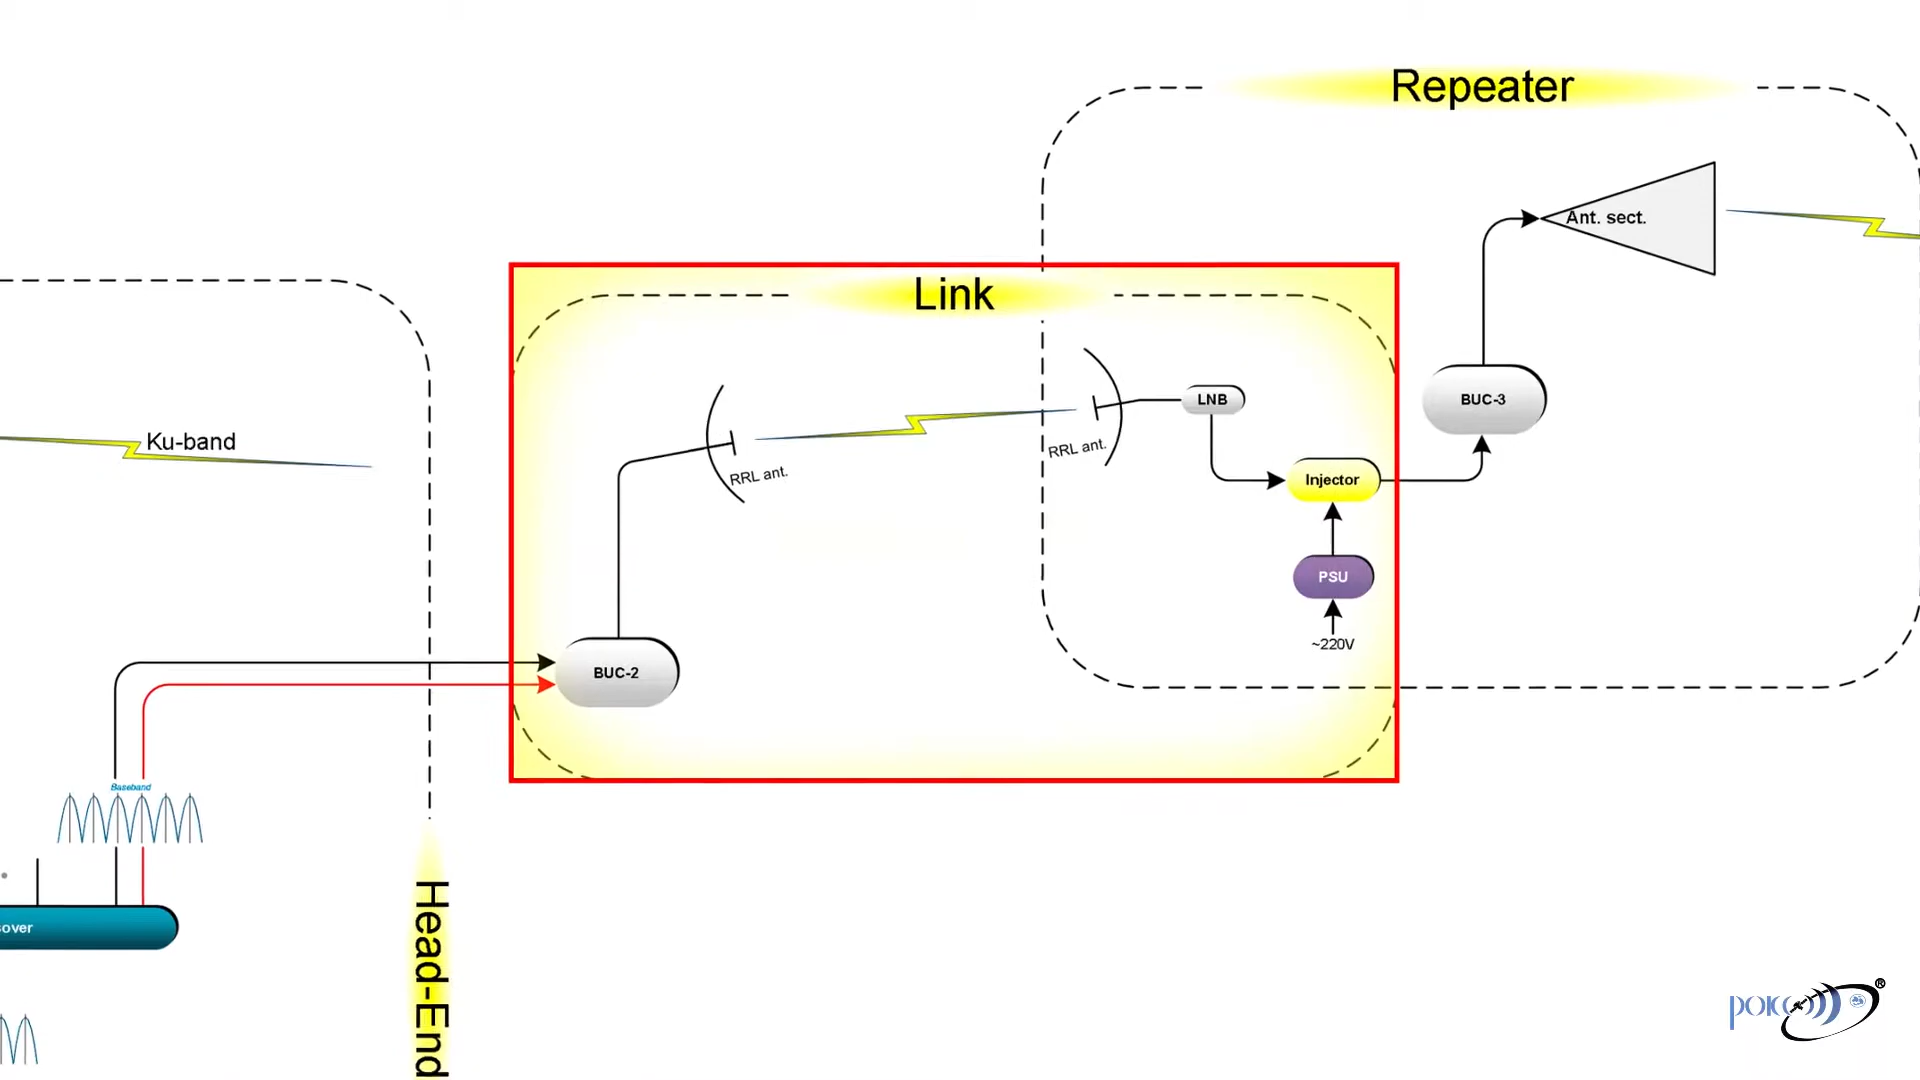 Repeater
Ant. sect.
Link
BUC-3
LNB
Ku-band
RRL ant.
RRL ant.
Injector
PSU
~220V
BUC-2
Baseband
over
Head-End
РОКС®